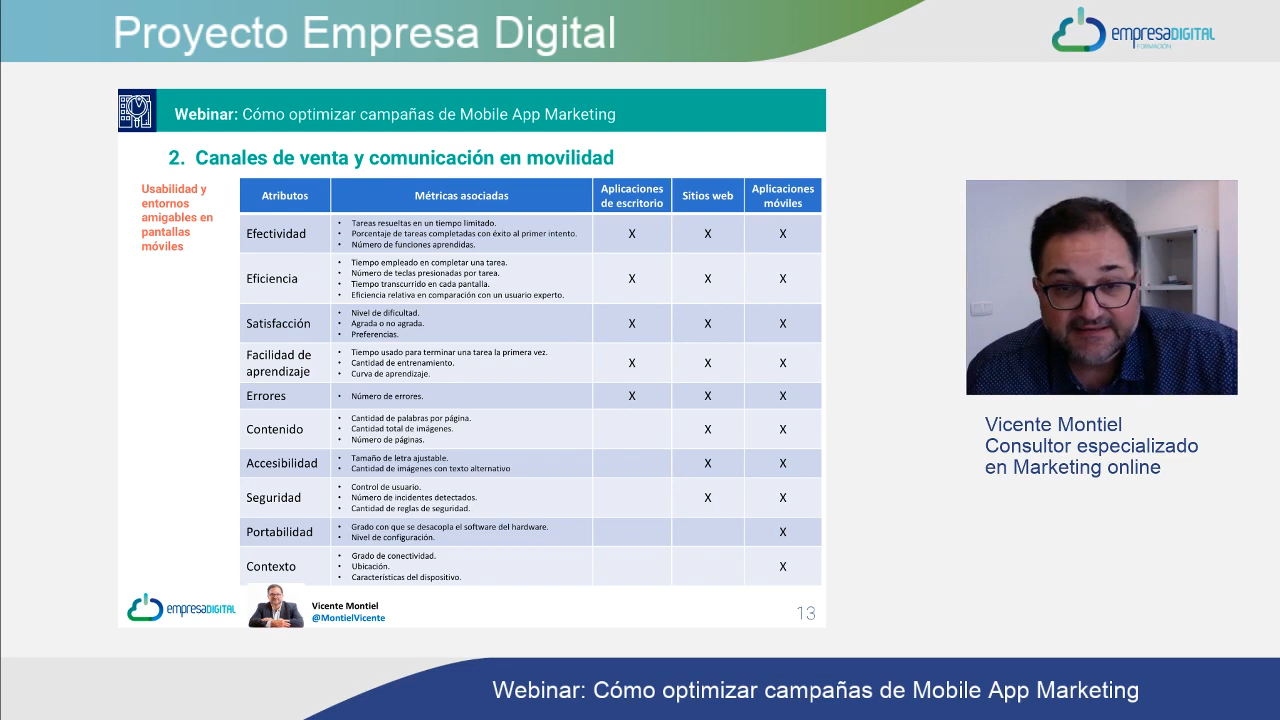 Proyecto Empresa Digital
empresaDIGITAL
FORMACIÓN
Webinar: Cómo optimizar campañas de Mobile App Marketing
2. Canales de venta y comunicación en movilidad
Usabilidad y
entornos
amigables en
pantallas
móviles
Atributos
Métricas asociadas
Aplicaciones
de escritorio
Sitios web
Aplicaciones
móviles
Efectividad
• Tareas resueltas en un tiempo limitado.
• Porcentaje de tareas completadas con éxito al primer intento.
• Número de funciones aprendidas.
X X X
Eficiencia
• Tiempo empleado en completar una tarea.
• Número de teclas presionadas por tarea.
• Tiempo transcurrido en cada pantalla.
• Eficiencia relativa en comparación con un usuario experto.
X X X
Satisfacción
• Nivel de dificultad.
• Agrada o no agrada.
• Preferencias.
X X X
Facilidad de
aprendizaje
• Tiempo usado para terminar una tarea la primera vez.
• Cantidad de entrenamiento.
• Curva de aprendizaje.
X X X
Errores
• Número de errores.
X X X
Contenido
• Cantidad de palabras por página.
• Cantidad total de imágenes.
• Número de páginas.
X X
Accesibilidad
• Tamaño de letra ajustable.
• Cantidad de imágenes con texto alternativo
X X
Seguridad
• Control de usuario.
• Número de incidentes detectados.
• Cantidad de reglas de seguridad.
X X
Portabilidad
• Grado con que se desacopla el software del hardware.
• Nivel de configuración.
X
Contexto
• Grado de conectividad.
• Ubicación.
• Características del dispositivo.
X
empresaDIGITAL
Vicente Montiel
@MontielVicente
13
Vicente Montiel
Consultor especializado
en Marketing online
Webinar: Cómo optimizar campañas de Mobile App Marketing